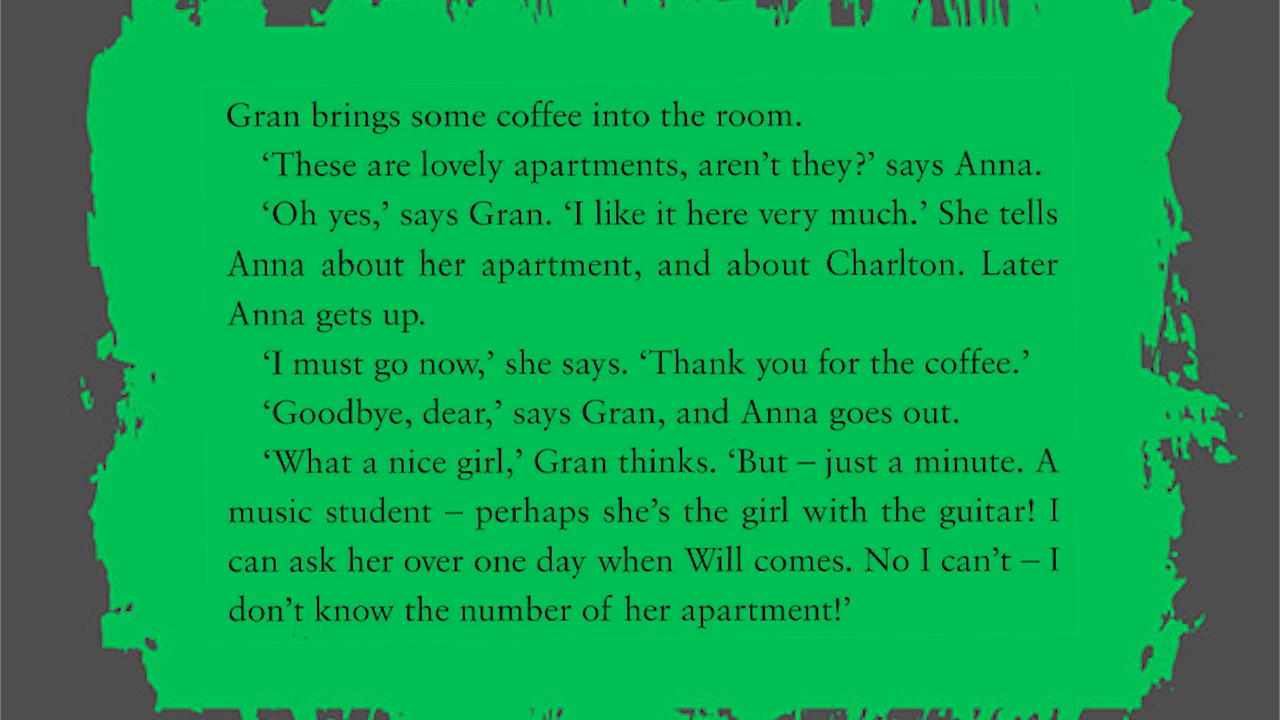 Gran brings some coffee into the room.
‘These are lovely apartments, aren’t they?’ says Anna.
‘Oh yes,’ says Gran. ‘I like it here very much.’ She tells
Anna about her apartment, and about Charlton. Later
Anna gets up.
‘I must go now,’ she says. ‘Thank you for the coffee.’
‘Goodbye, dear,’ says Gran, and Anna goes out.
‘What a nice girl,’ Gran thinks. ‘But – just a minute. A
music student – perhaps she’s the girl with the guitar! I
can ask her over one day when Will comes. No I can’t – I
don’t know the number of her apartment!’